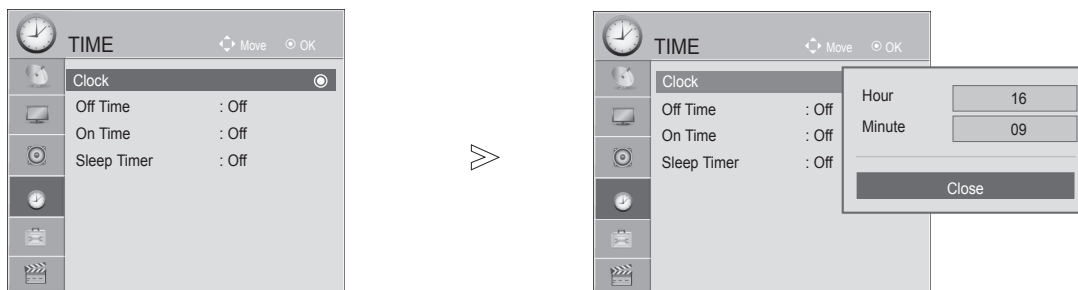 TIME
Move
OK
Clock
Off Time : Off
On Time : Off
Sleep Timer : Off
TIME
Move
OK
Clock
Off Time : Off
On Time : Off
Sleep Timer : Off
Hour 16
Minute 09
Close